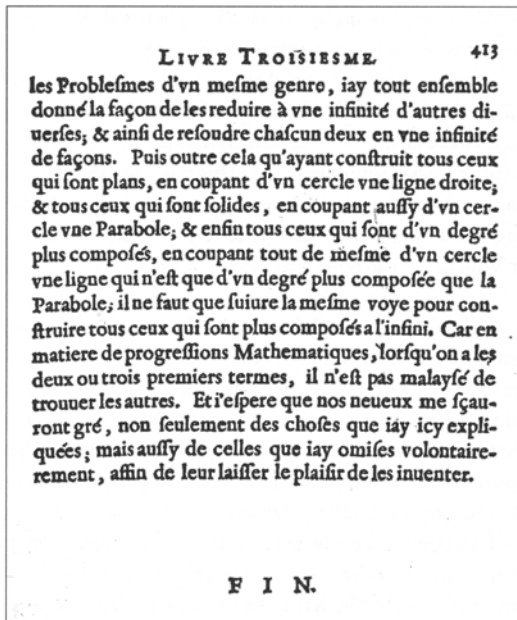 LIVRE TROISIESME. 413
les Problesmes d'vn mesme genre, iay tout ensemble
donné la façon de les reduire à vne infinité d'autres di-
uerses; & ainsi de resoudre chascun deux en vne infinité
de façons. Puis outre cela qu'ayant construit tous ceux
qui sont plans, en coupant d'vn cercle vne ligne droite;
& tous ceux qui sont solides, en coupant aussy d'vn cer-
cle vne Parabole; & enfin tous ceux qui sont d'vn degré
plus composés, en coupant tout de mesme d'vn cercle
vne ligne qui n'est que d'vn degré plus composée que la
Parabole; il ne faut que suiure la mesme voye pour con-
struire tous ceux qui sont plus composés a l'infini. Car en
matiere de progressions Mathematiques, lorsqu'on a les
deux ou trois premiers termes, il n'est pas malaysé de
trouuer les autres. Et i'espere que nos neueux me sçau-
ront gré, non seulement des choses que iay icy expli-
quées; mais aussy de celles que iay omises volontaire-
rement, affin de leur laisser le plaisir de les inuenter.
F I N.